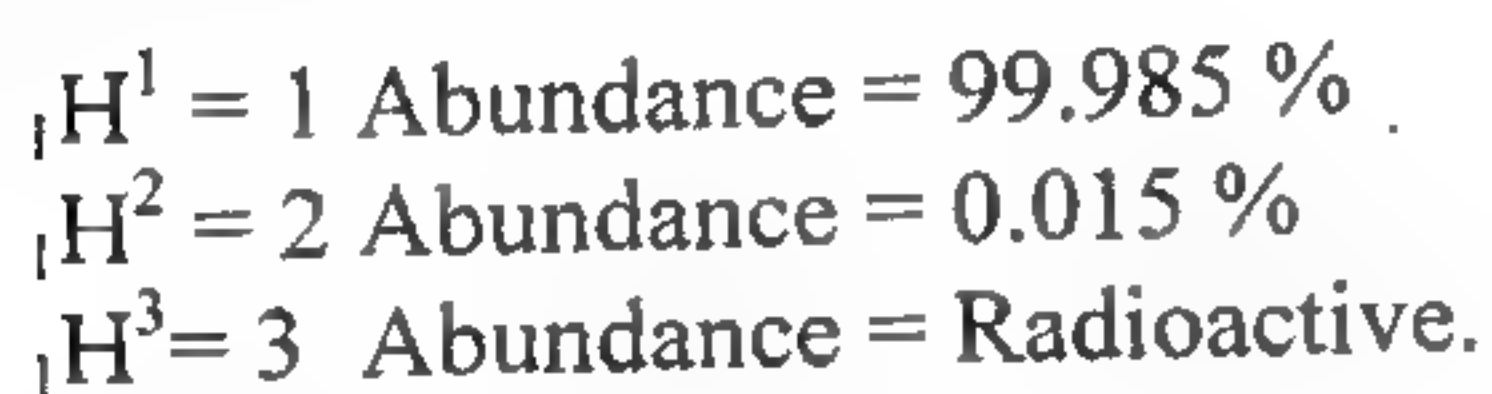 ₁H¹ = 1 Abundance = 99.985 % .
₁H² = 2 Abundance = 0.015 %
₁H³= 3 Abundance = Radioactive.